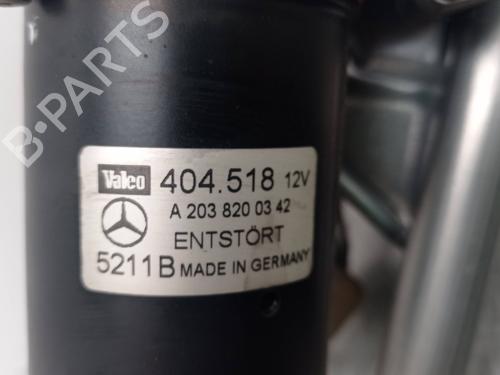 B-PARTS
Valeo 404.518 12V
A 203 820 03 42
ENTSTÖRT
5211B MADE IN GERMANY